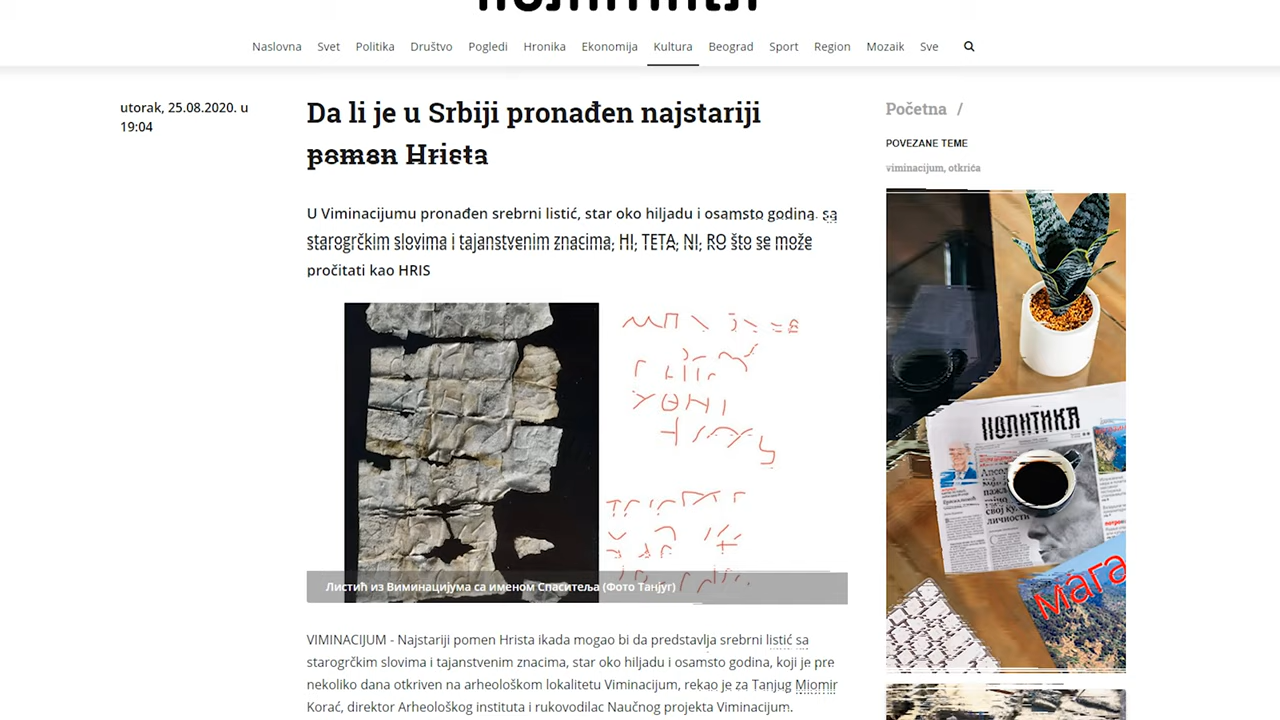 Naslovna Svet Politika Društvo Pogledi Hronika Ekonomija Kultura Beograd Sport Region Mozaik Sve
utorak, 25.08.2020. u
19:04
Da li je u Srbiji pronađen najstariji
pomen Hrista
U Viminacijumu pronađen srebrni listić, star oko hiljadu i osamsto godina, sa
starogrčkim slovima i tajanstvenim znacima; HI; TETA; NI; RO što se može
pročitati kao HRIS
Листић из Виминацијума са именом Спаситеља (Фото Танјуг)
VIMINACIJUM - Najstariji pomen Hrista ikada mogao bi da predstavlja srebrni listić sa
starogrčkim slovima i tajanstvenim znacima, star oko hiljadu i osamsto godina, koji je pre
nekoliko dana otkriven na arheološkom lokalitetu Viminacijum, rekao je za Tanjug Miomir
Korać, direktor Arheološkog instituta i rukovodilac Naučnog projekta Viminacijum.
Početna /
POVEZANE TEME
viminacijum, otkrića
ПОЛИТИКА
личности
мага